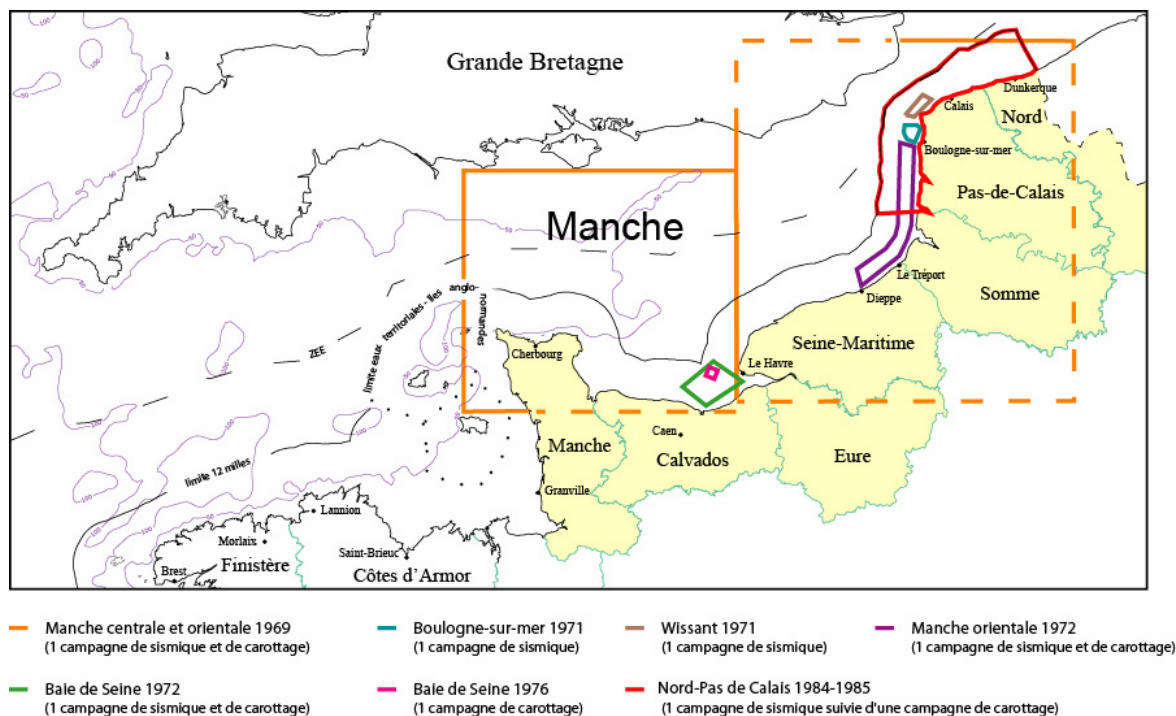 Grande Bretagne
Dunkerque
Calais
Nord
Boulogne-sur-mer
Pas-de-Calais
Manche
Le Tréport
Somme
Dieppe
Seine-Maritime
Le Havre
ZEE
limite eaux territoriales - îles anglo-normandes
Cherbourg
Manche
Caen
Calvados
Eure
limite 12 milles
Granville
Lannion
Morlaix
Saint-Brieuc
Brest
Finistère
Côtes d'Armor
Manche centrale et orientale 1969
(1 campagne de sismique et de carottage)
Boulogne-sur-mer 1971
(1 campagne de sismique)
Wissant 1971
(1 campagne de sismique)
Manche orientale 1972
(1 campagne de sismique et de carottage)
Baie de Seine 1972
(1 campagne de sismique et de carottage)
Baie de Seine 1976
(1 campagne de carottage)
Nord-Pas de Calais 1984-1985
(1 campagne de sismique suivie d'une campagne de carottage)